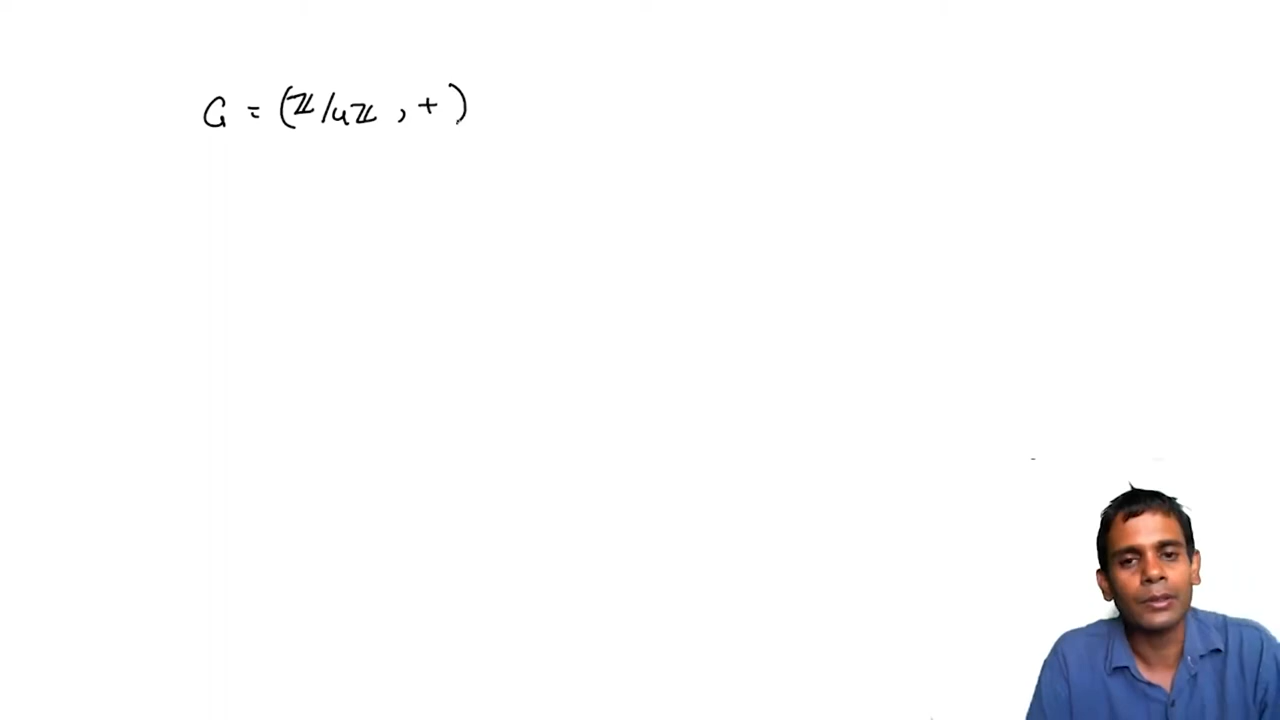 G = (ℤ/4ℤ , + )